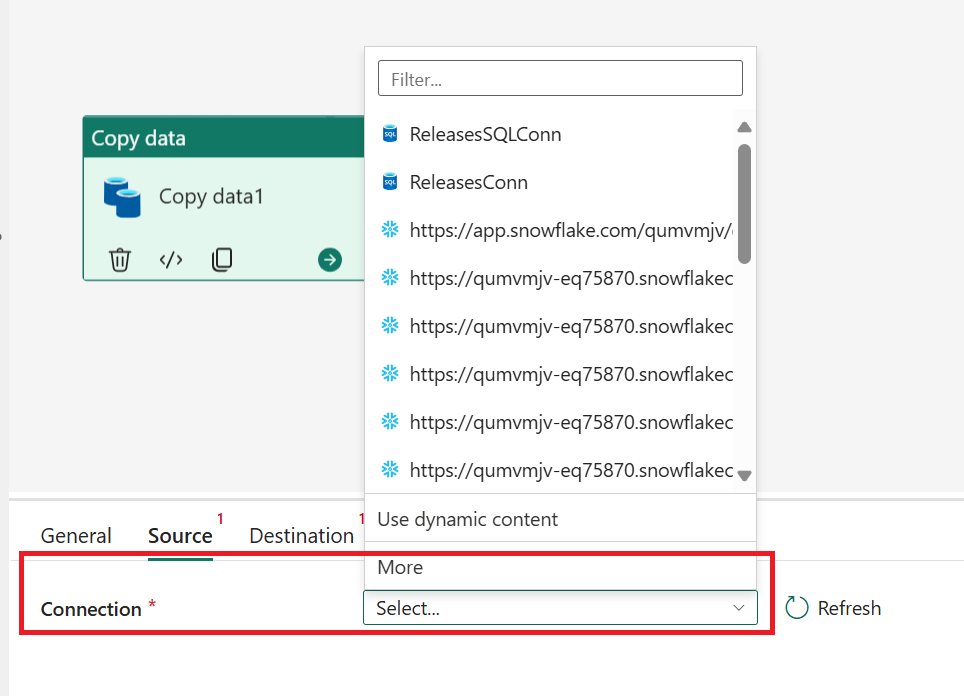 Filter...
Copy data
Copy data1
</>
SQL ReleasesSQLConn
SQL ReleasesConn
https://app.snowflake.com/qumvmjv/
https://qumvmjv-eq75870.snowflakec
https://qumvmjv-eq75870.snowflakec
https://qumvmjv-eq75870.snowflakec
https://qumvmjv-eq75870.snowflakec
https://qumvmjv-eq75870.snowflakec
Use dynamic content
General Source 1 Destination 1
More
Connection * Select... Refresh